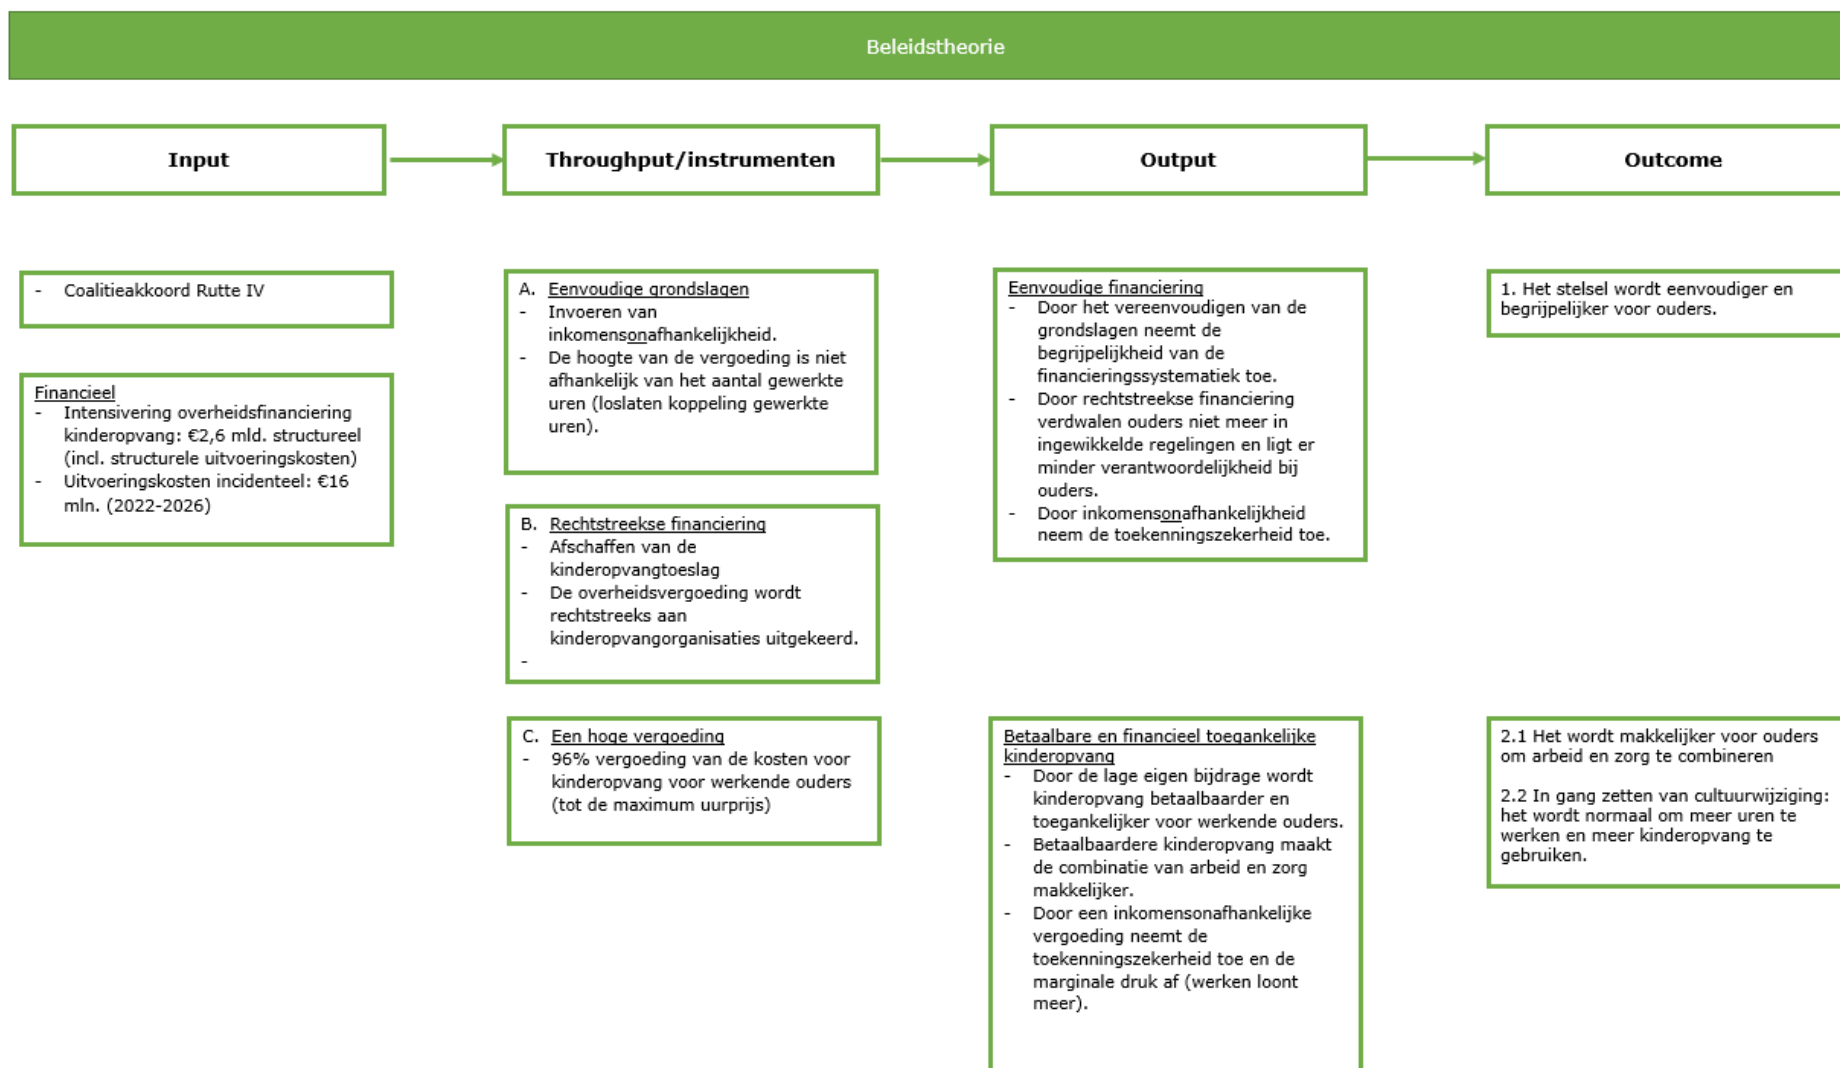 Beleidstheorie
Input
Throughput/instrumenten
Output
Outcome
- Coalitieakkoord Rutte IV
Financieel
- Intensivering overheidsfinanciering
kinderopvang: €2,6 mld. structureel
(incl. structurele uitvoeringskosten)
- Uitvoeringskosten incidenteel: €16
mln. (2022-2026)
A. Eenvoudige grondslagen
- Invoeren van
inkomensonafhankelijkheid.
- De hoogte van de vergoeding is niet
afhankelijk van het aantal gewerkte
uren (loslaten koppeling gewerkte
uren).
B. Rechtstreekse financiering
- Afschaffen van de
kinderopvangtoeslag
- De overheidsvergoeding wordt
rechtstreeks aan
kinderopvangorganisaties uitgekeerd.
-
C. Een hoge vergoeding
- 96% vergoeding van de kosten voor
kinderopvang voor werkende ouders
(tot de maximum uurprijs)
Eenvoudige financiering
- Door het vereenvoudigen van de
grondslagen neemt de
begrijpelijkheid van de
financieringssystematiek toe.
- Door rechtstreekse financiering
verdwalen ouders niet meer in
ingewikkelde regelingen en ligt er
minder verantwoordelijkheid bij
ouders.
- Door inkomensonafhankelijkheid
neem de toekenningszekerheid toe.
Betaalbare en financieel toegankelijke
kinderopvang
- Door de lage eigen bijdrage wordt
kinderopvang betaalbaarder en
toegankelijker voor werkende ouders.
- Betaalbaardere kinderopvang maakt
de combinatie van arbeid en zorg
makkelijker.
- Door een inkomensonafhankelijke
vergoeding neemt de
toekenningszekerheid toe en de
marginale druk af (werken loont
meer).
1. Het stelsel wordt eenvoudiger en
begrijpelijker voor ouders.
2.1 Het wordt makkelijker voor ouders
om arbeid en zorg te combineren
2.2 In gang zetten van cultuurwijziging:
het wordt normaal om meer uren te
werken en meer kinderopvang te
gebruiken.